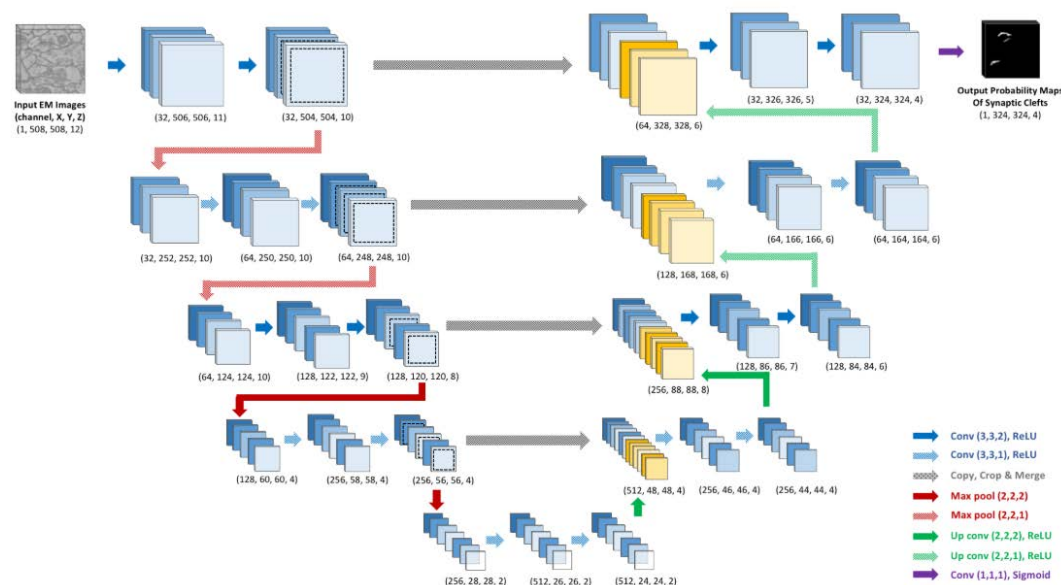 Input EM Images
(channel, X, Y, Z)
(1, 508, 508, 12)
(32, 506, 506, 11)
(32, 504, 504, 10)
(64, 328, 328, 6)
(32, 326, 326, 5)
(32, 324, 324, 4)
Output Probability Maps
Of Synaptic Clefts
(1, 324, 324, 4)
(32, 252, 252, 10)
(64, 250, 250, 10)
(64, 248, 248, 10)
(128, 168, 168, 6)
(64, 166, 166, 6)
(64, 164, 164, 6)
(64, 124, 124, 10)
(128, 122, 122, 9)
(128, 120, 120, 8)
(256, 88, 88, 8)
(128, 86, 86, 7)
(128, 84, 84, 6)
(128, 60, 60, 4)
(256, 58, 58, 4)
(256, 56, 56, 4)
(512, 48, 48, 4)
(256, 46, 46, 4)
(256, 44, 44, 4)
(256, 28, 28, 2)
(512, 26, 26, 2)
(512, 24, 24, 2)
Conv (3,3,2), ReLU
Conv (3,3,1), ReLU
Copy, Crop & Merge
Max pool (2,2,2)
Max pool (2,2,1)
Up conv (2,2,2), ReLU
Up conv (2,2,1), ReLU
Conv (1,1,1), Sigmoid